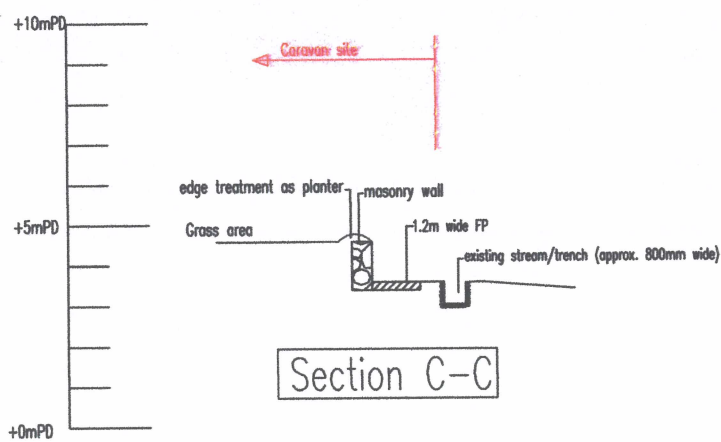 +10mPD
Caravan site
edge treatment as planter
masonry wall
+5mPD
Grass area
1.2m wide FP
existing stream/trench (approx. 800mm wide)
Section C-C
+0mPD